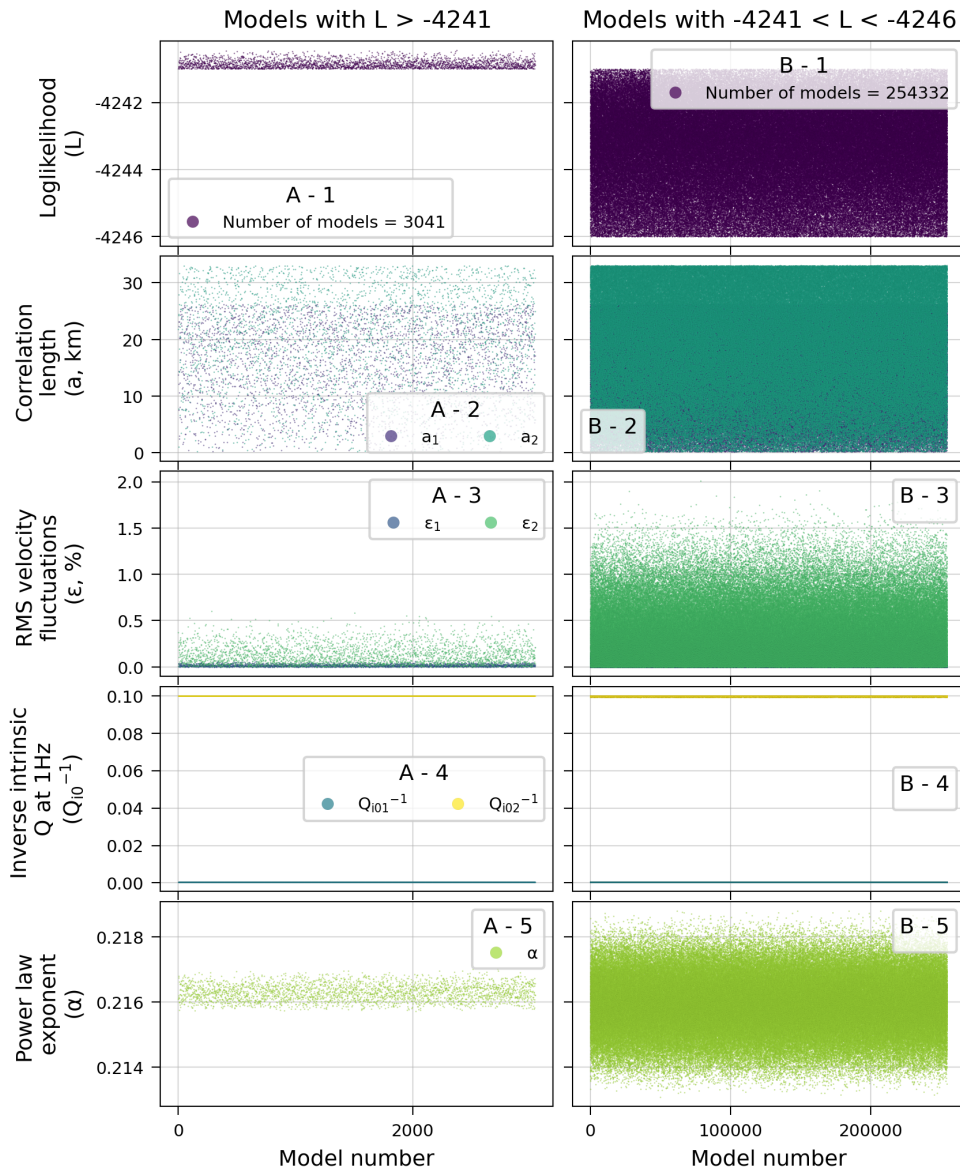 Models with L > -4241
Models with -4241 < L < -4246
Loglikelihood
(L)
-4242
-4244
-4246
A - 1
Number of models = 3041
B - 1
Number of models = 254332
Correlation
length
(a, km)
30
20
10
0
A - 2
a₁ a₂
B - 2
RMS velocity
fluctuations
(ε, %)
2.0
1.5
1.0
0.5
0.0
A - 3
ε₁ ε₂
B - 3
Inverse intrinsic
Q at 1Hz
(Qᵢ₀⁻¹)
0.10
0.08
0.06
0.04
0.02
0.00
A - 4
Qᵢ₀₁⁻¹ Qᵢ₀₂⁻¹
B - 4
Power law
exponent
(α)
0.218
0.216
0.214
A - 5
α
B - 5
0 2000
0 100000 200000
Model number
Model number